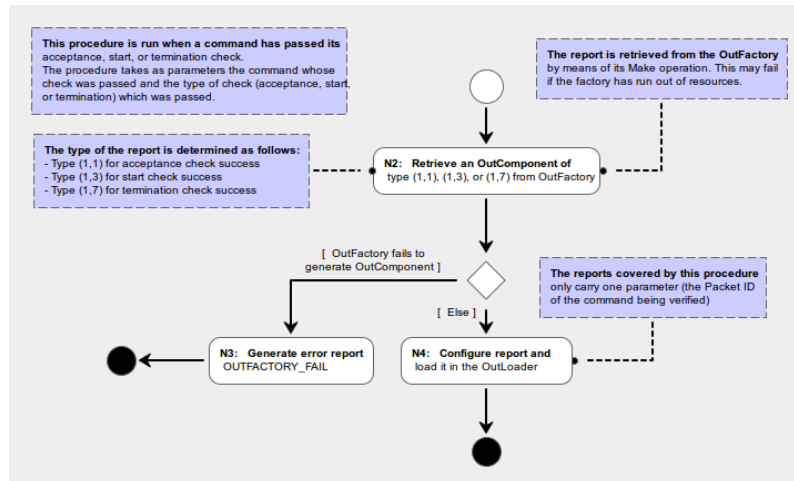 This procedure is run when a command has passed its
acceptance, start, or termination check.
The procedure takes as parameters the command whose
check was passed and the type of check (acceptance, start,
or termination) which was passed.
The report is retrieved from the OutFactory
by means of its Make operation. This may fail
if the factory has run out of resources.
The type of the report is determined as follows:
- Type (1,1) for acceptance check success
- Type (1,3) for start check success
- Type (1,7) for termination check success
N2: Retrieve an OutComponent of
type (1,1), (1,3), or (1,7) from OutFactory
[ OutFactory fails to
generate OutComponent ]
The reports covered by this procedure
only carry one parameter (the Packet ID
of the command being verified)
[ Else ]
N3: Generate error report
OUTFACTORY_FAIL
N4: Configure report and
load it in the OutLoader